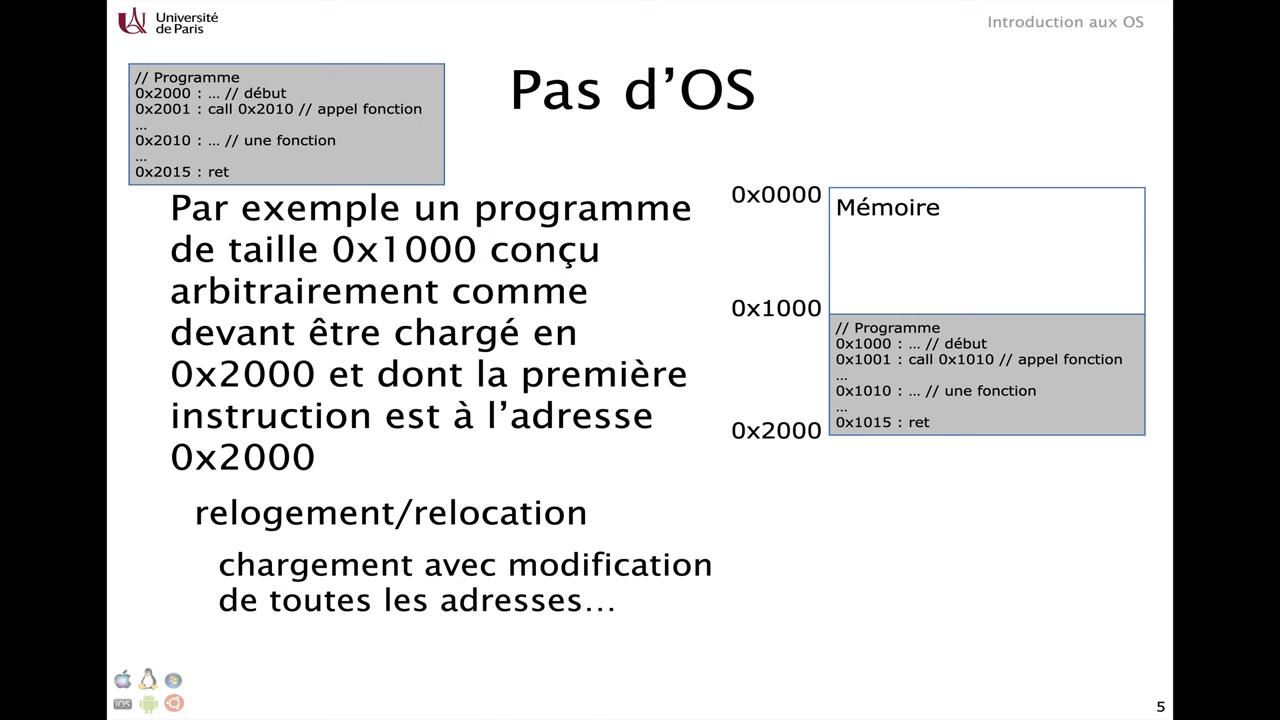 Université
de Paris
Introduction aux OS
// Programme
0x2000 : ... // début
0x2001 : call 0x2010 // appel fonction
...
0x2010 : ... // une fonction
...
0x2015 : ret
Pas d’OS
Par exemple un programme
de taille 0x1000 conçu
arbitrairement comme
devant être chargé en
0x2000 et dont la première
instruction est à l’adresse
0x2000
relogement/relocation
chargement avec modification
de toutes les adresses...
0x0000
Mémoire
0x1000
// Programme
0x1000 : ... // début
0x1001 : call 0x1010 // appel fonction
...
0x1010 : ... // une fonction
...
0x1015 : ret
0x2000
iOS
5